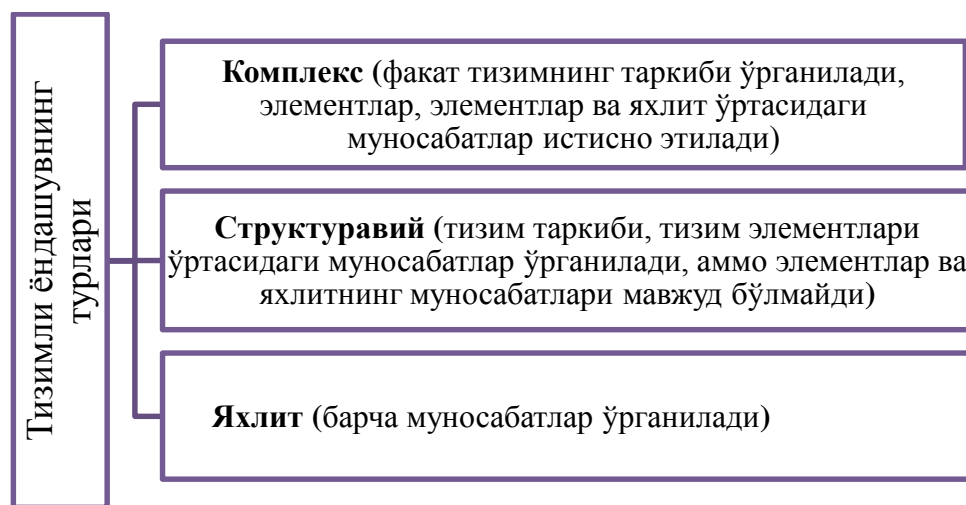 Тизимли ёндашувнинг
турлари
Комплекс (факат тизимнинг таркиби ўрганилади,
элементлар, элементлар ва яхлит ўртасидаги
муносабатлар истисно этилади)
Структуравий (тизим таркиби, тизим элементлари
ўртасидаги муносабатлар ўрганилади, аммо элементлар ва
яхлитнинг муносабатлари мавжуд бўлмайди)
Яхлит (барча муносабатлар ўрганилади)